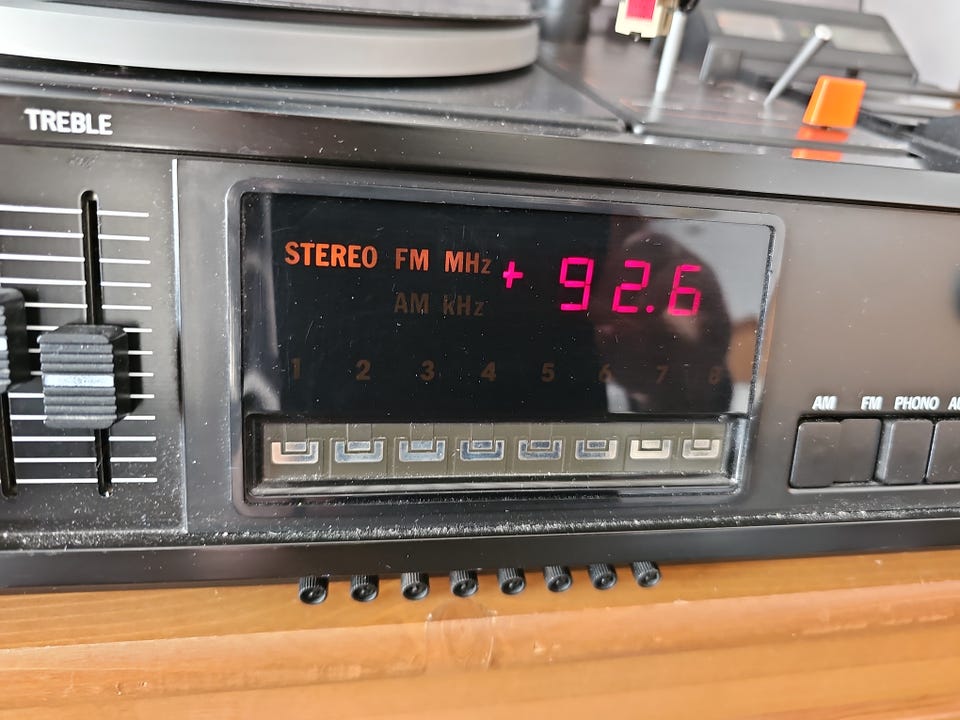 TREBLE
STEREO FM MHz + 92.6
AM kHz
1 2 3 4 5 6 7 8
AM FM PHONO